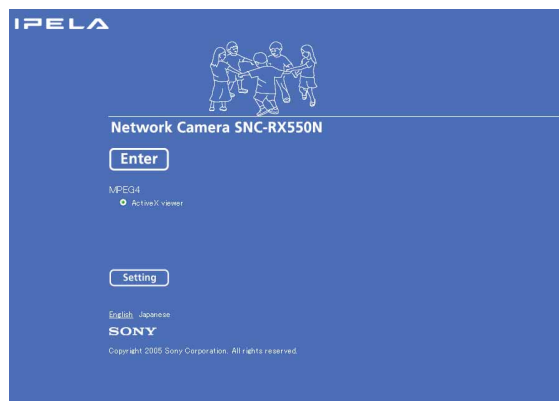 IPELA
Network Camera SNC-RX550N
Enter
MPEG4
ActiveX viewer
Setting
English Japanese
SONY
Copyright 2005 Sony Corporation. All rights reserved.